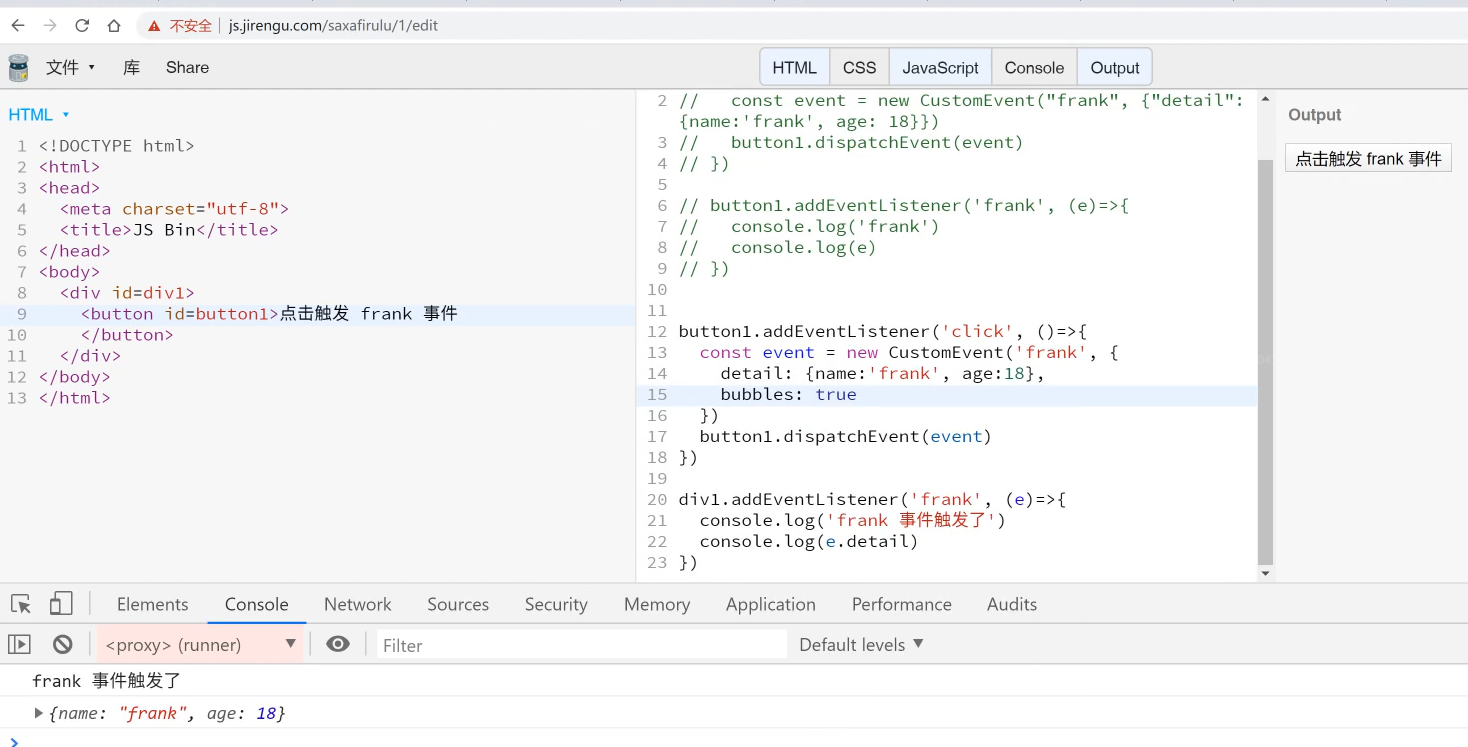 不安全 js.jirengu.com/saxafirulu/1/edit
文件 ▾ 库 Share HTML CSS JavaScript Console Output
HTML ▾
1 <!DOCTYPE html>
2 <html>
3 <head>
4   <meta charset="utf-8">
5   <title>JS Bin</title>
6 </head>
7 <body>
8   <div id=div1>
9     <button id=button1>点击触发 frank 事件
10     </button>
11   </div>
12 </body>
13 </html>
2 //   const event = new CustomEvent("frank", {"detail":
{name:'frank', age: 18}})
3 //   button1.dispatchEvent(event)
4 // })
5
6 // button1.addEventListener('frank', (e)=>{
7 //   console.log('frank')
8 //   console.log(e)
9 // })
10
11
12 button1.addEventListener('click', ()=>{
13   const event = new CustomEvent('frank', {
14     detail: {name:'frank', age:18},
15     bubbles: true
16   })
17   button1.dispatchEvent(event)
18 })
19
20 div1.addEventListener('frank', (e)=>{
21   console.log('frank 事件触发了')
22   console.log(e.detail)
23 })
Output
点击触发 frank 事件
Elements Console Network Sources Security Memory Application Performance Audits
<proxy> (runner) ▼ Filter Default levels ▼
frank 事件触发了
▶ {name: "frank", age: 18}
>